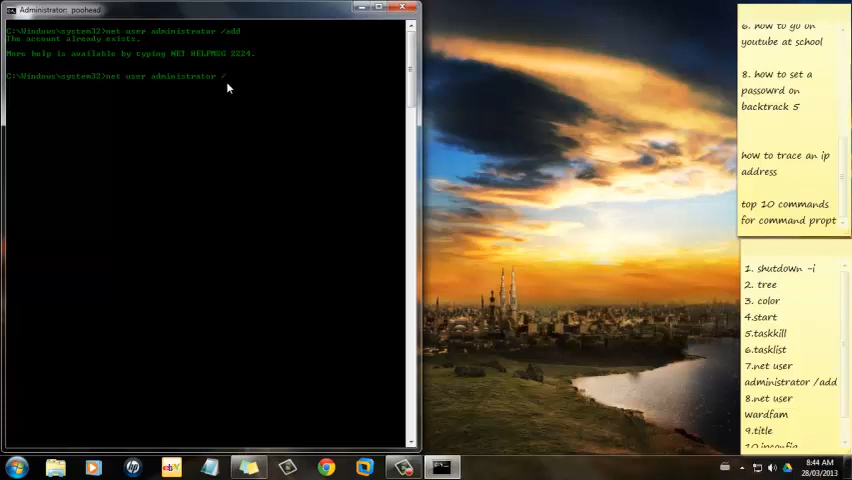 Administrator: poohead
C:\Windows\system32>net user administrator /add
The account already exists.
More help is available by typing NET HELPMSG 2224.
C:\Windows\system32>net user administrator /
6. how to go on
youtube at school
8. how to set a
passowrd on
backtrack 5
how to trace an ip
address
top 10 commands
for command propt
1. shutdown -i
2. tree
3. color
4.start
5.taskkill
6.tasklist
7.net user
administrator /add
8.net user
wardfam
9.title
10.ipconfig
hp
ebay
8:44 AM
28/03/2013